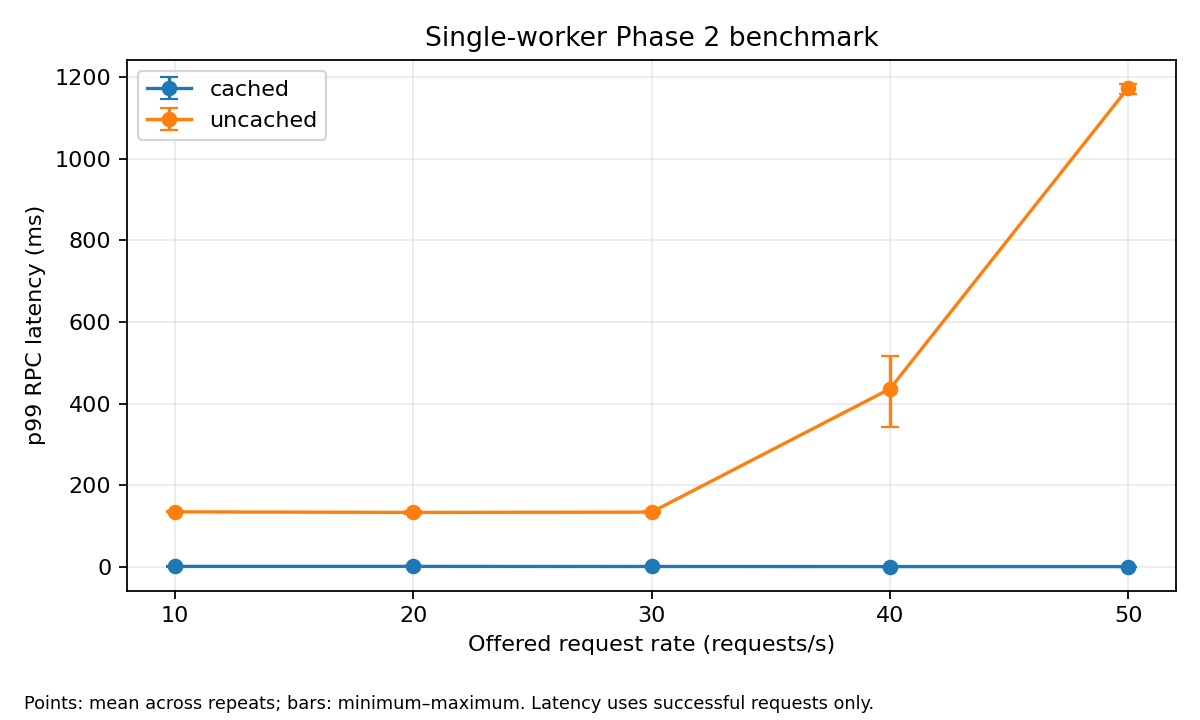 Single-worker Phase 2 benchmark
cached
uncached
p99 RPC latency (ms)
1200
1000
800
600
400
200
0
10 20 30 40 50
Offered request rate (requests/s)
Points: mean across repeats; bars: minimum–maximum. Latency uses successful requests only.